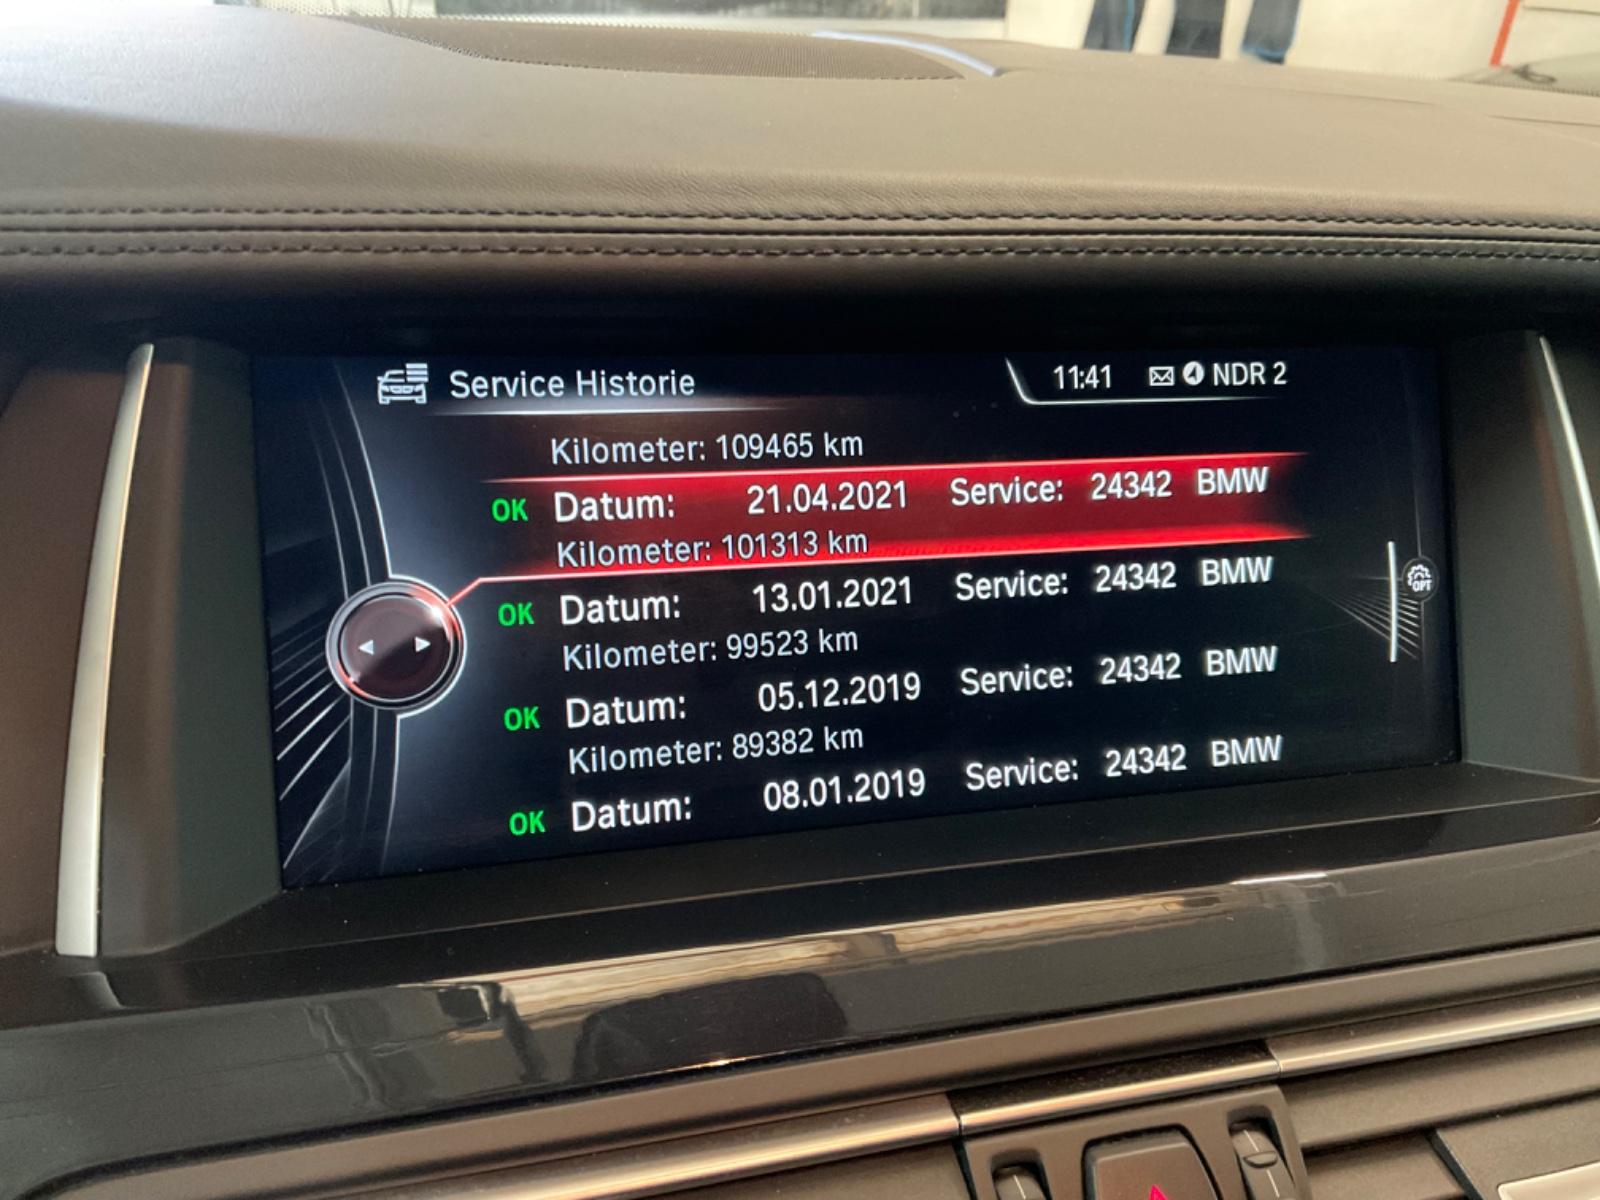 Service Historie 11:41 NDR 2
Kilometer: 109465 km
OK Datum: 21.04.2021 Service: 24342 BMW
Kilometer: 101313 km
OK Datum: 13.01.2021 Service: 24342 BMW
Kilometer: 99523 km
OK Datum: 05.12.2019 Service: 24342 BMW
Kilometer: 89382 km
OK Datum: 08.01.2019 Service: 24342 BMW
OPT